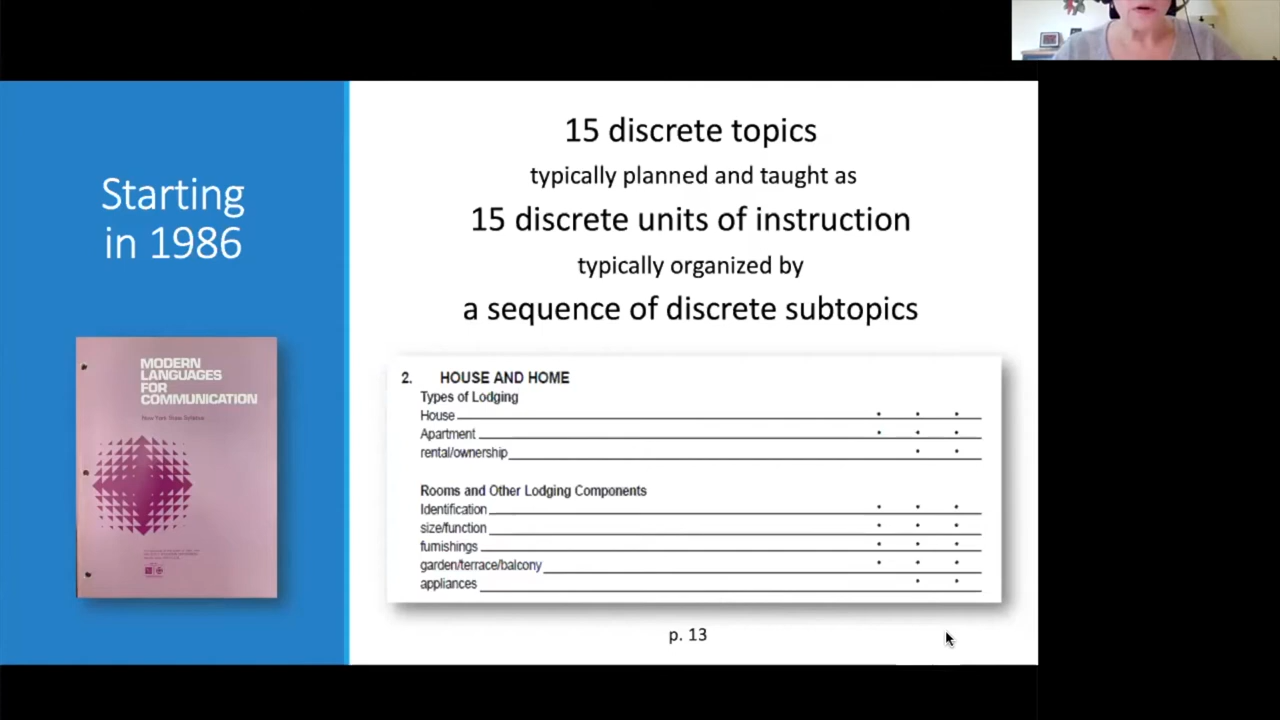 Starting
in 1986
MODERN
LANGUAGES
FOR
COMMUNICATION
New York State Syllabus
15 discrete topics
typically planned and taught as
15 discrete units of instruction
typically organized by
a sequence of discrete subtopics
2. HOUSE AND HOME
Types of Lodging
House
Apartment
rental/ownership
Rooms and Other Lodging Components
Identification
size/function
furnishings
garden/terrace/balcony
appliances
p. 13